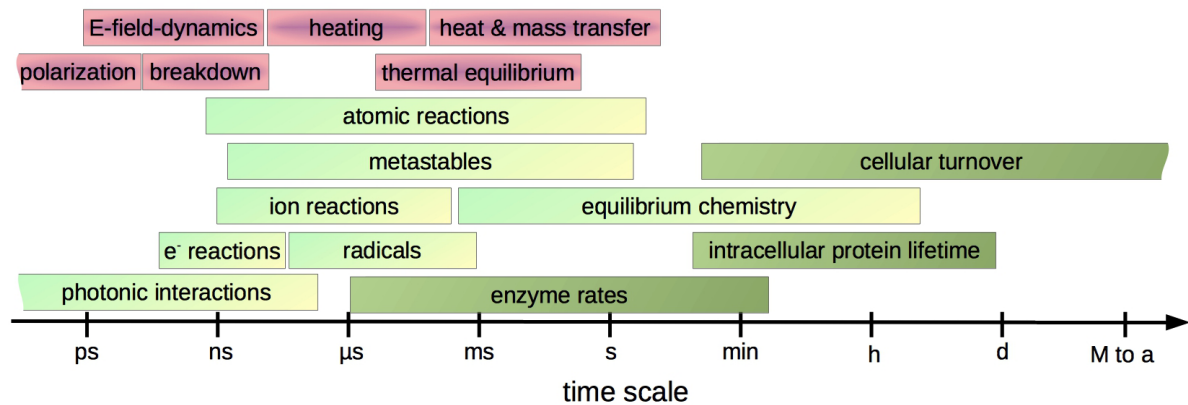 E-field-dynamics heating heat & mass transfer
polarization breakdown thermal equilibrium
atomic reactions
metastables cellular turnover
ion reactions equilibrium chemistry
e⁻ reactions radicals intracellular protein lifetime
photonic interactions enzyme rates
ps ns µs ms s min h d M to a
time scale